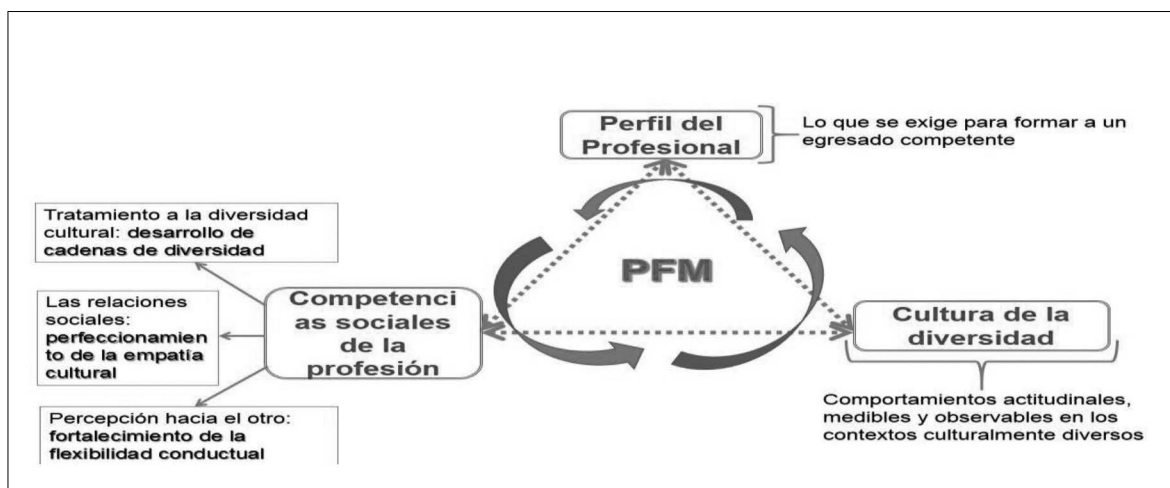 Perfil del
Profesional
Lo que se exige para formar a un
egresado competente
Tratamiento a la diversidad
cultural: desarrollo de
cadenas de diversidad
Las relaciones
sociales:
perfeccionamien
to de la empatía
cultural
Percepción hacia el otro:
fortalecimiento de la
flexibilidad conductual
Competenci
as sociales
de la
profesión
PFM
Cultura de la
diversidad
Comportamientos actitudinales,
medibles y observables en los
contextos culturalmente diversos